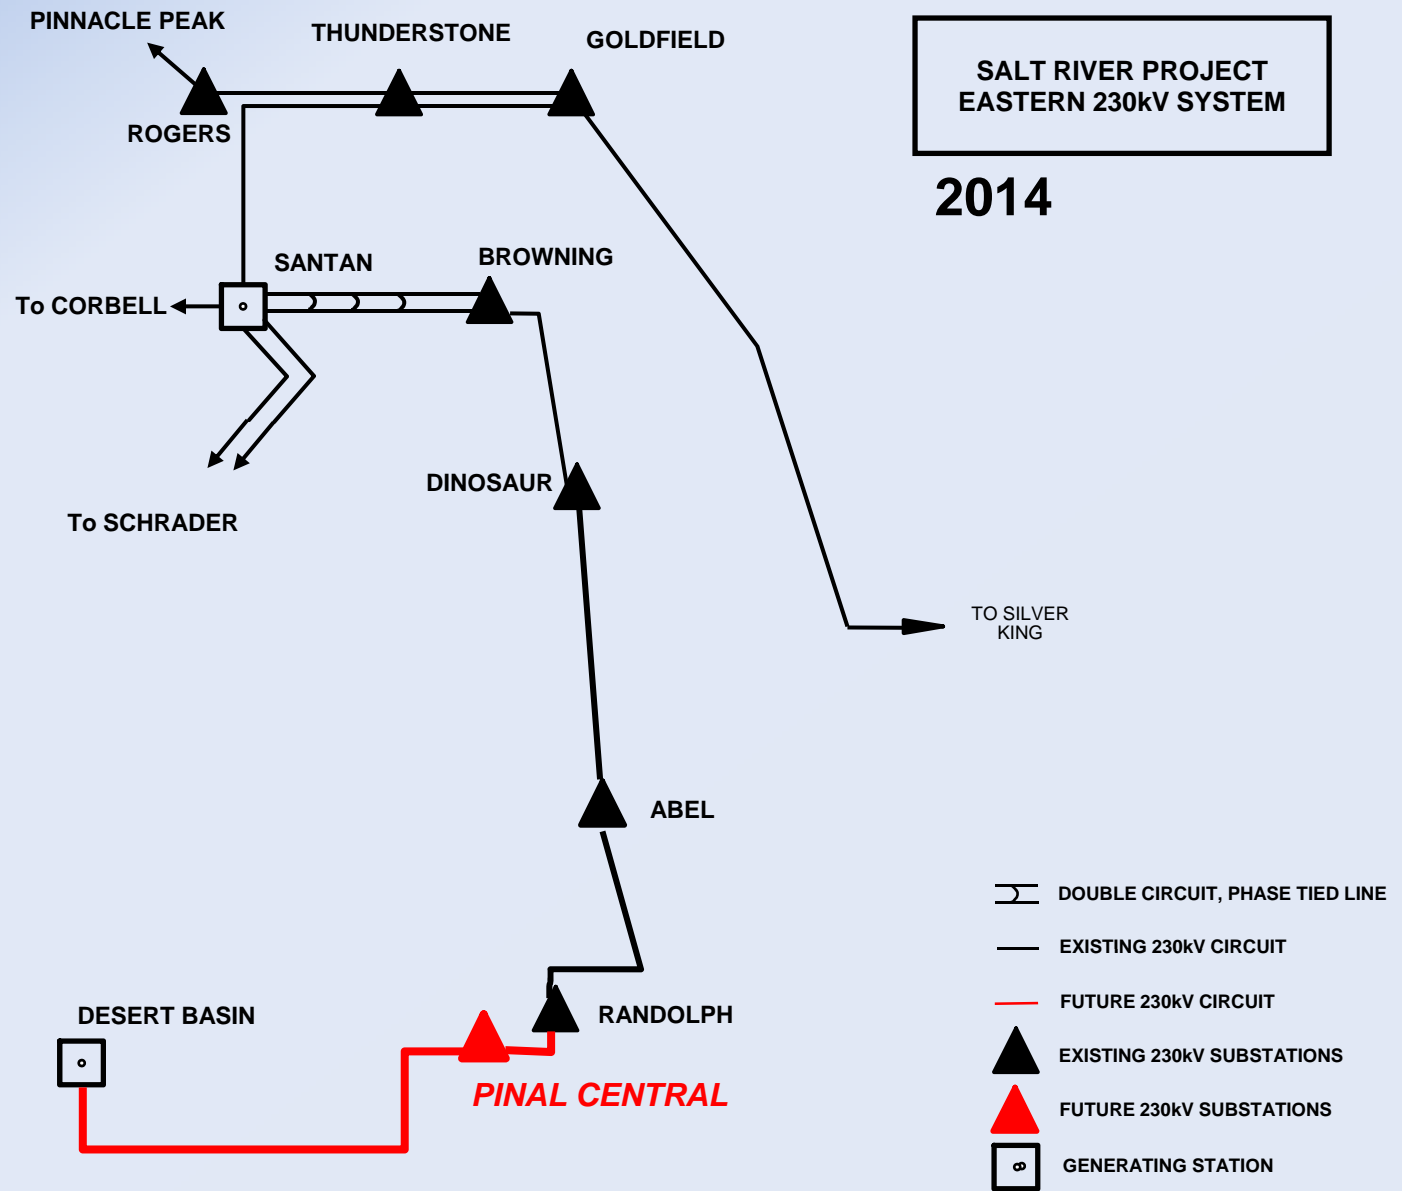 PINNACLE PEAK
THUNDERSTONE
GOLDFIELD
SALT RIVER PROJECT
EASTERN 230kV SYSTEM
ROGERS
2014
SANTAN
BROWNING
To CORBELL
DINOSAUR
To SCHRADER
TO SILVER
KING
ABEL
DOUBLE CIRCUIT, PHASE TIED LINE
EXISTING 230kV CIRCUIT
FUTURE 230kV CIRCUIT
DESERT BASIN
RANDOLPH
EXISTING 230kV SUBSTATIONS
PINAL CENTRAL
FUTURE 230kV SUBSTATIONS
GENERATING STATION